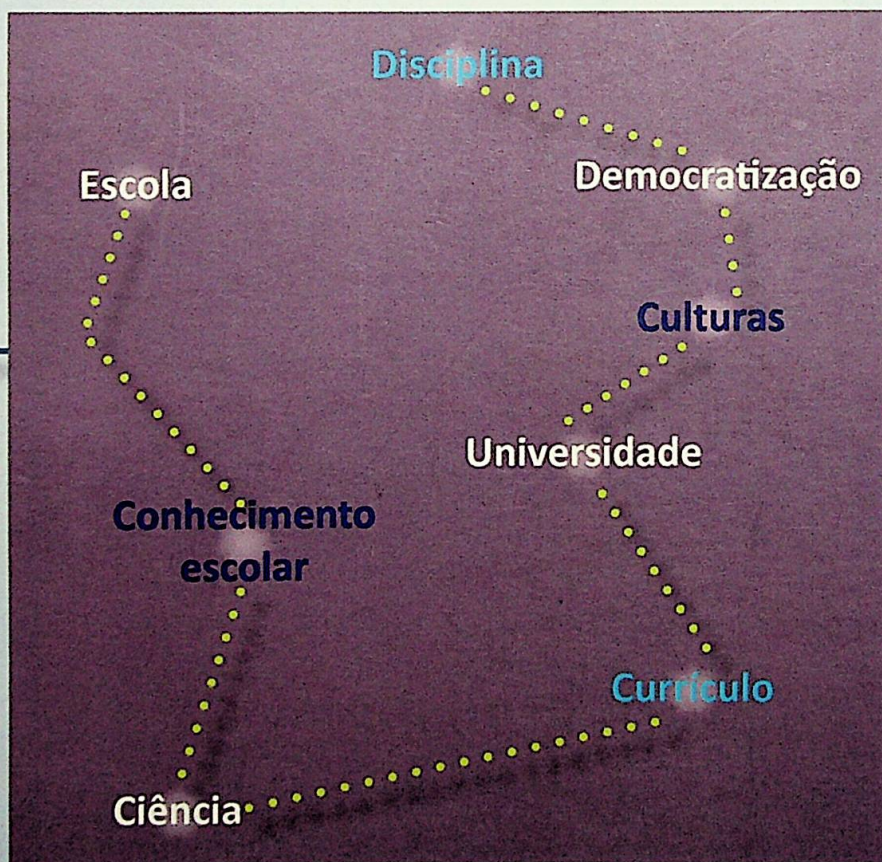 Disciplina
Escola
Democratização
Culturas
Universidade
Conhecimento
escolar
Currículo
Ciência